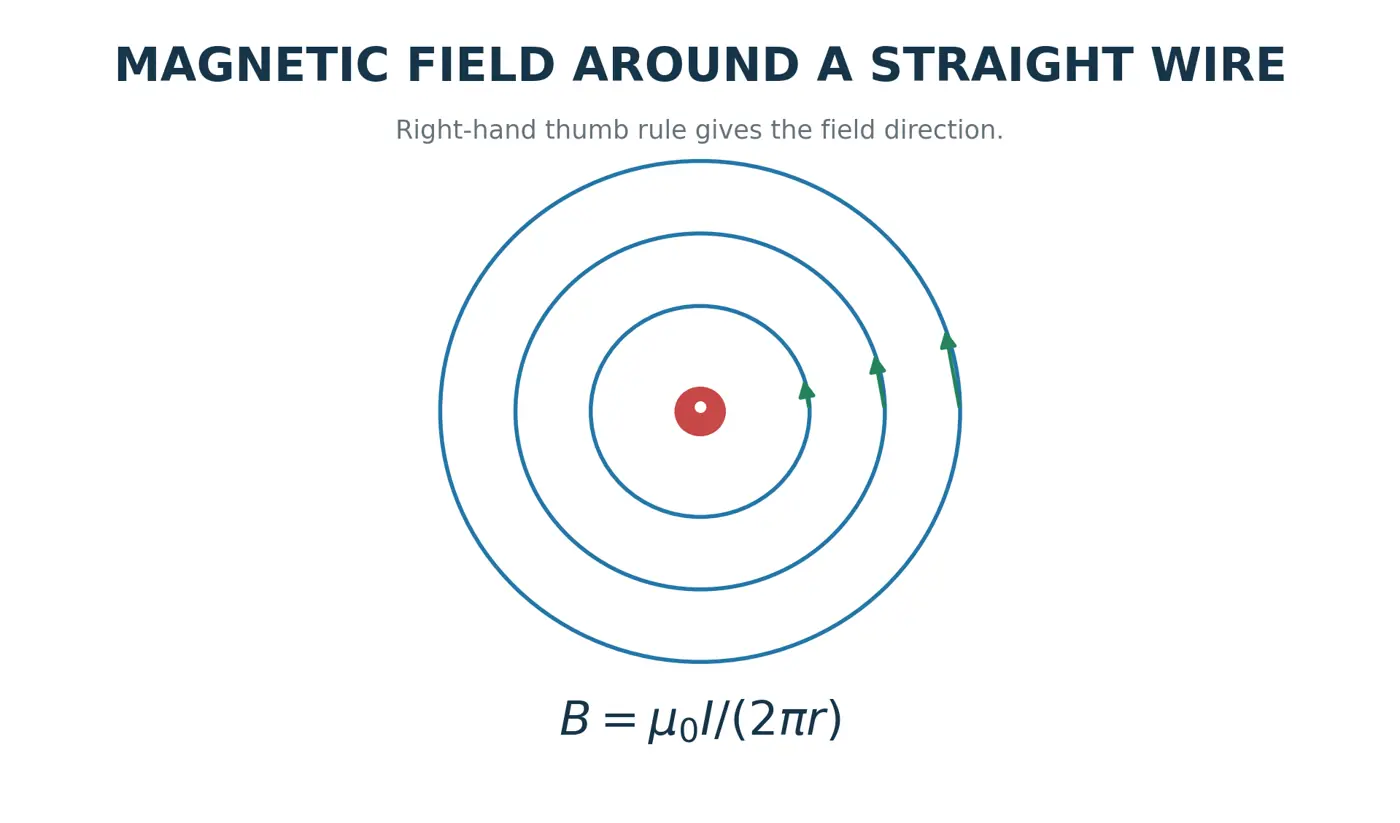 MAGNETIC FIELD AROUND A STRAIGHT WIRE
Right-hand thumb rule gives the field direction.
B = μ₀I/(2πr)